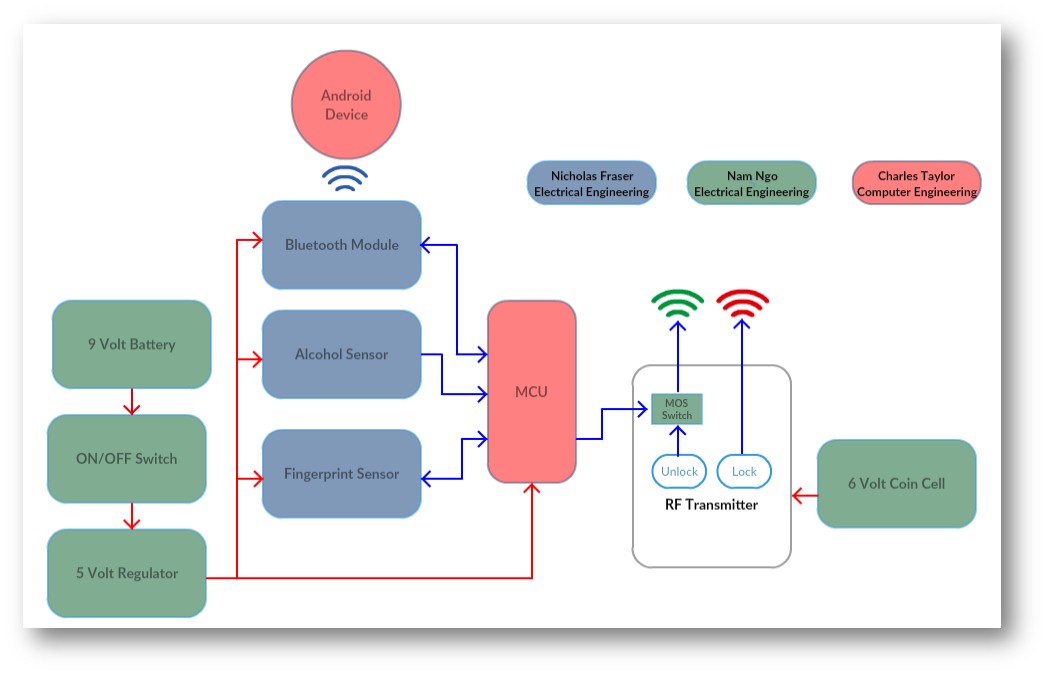 Android
Device
Nicholas Fraser
Electrical Engineering
Nam Ngo
Electrical Engineering
Charles Taylor
Computer Engineering
Bluetooth Module
9 Volt Battery
Alcohol Sensor
MCU
MOS
Switch
ON/OFF Switch
Fingerprint Sensor
Unlock
Lock
RF Transmitter
6 Volt Coin Cell
5 Volt Regulator